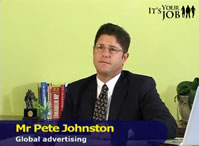 IT'S YOUR
JOB
Mr Pete Johnston
Global advertising